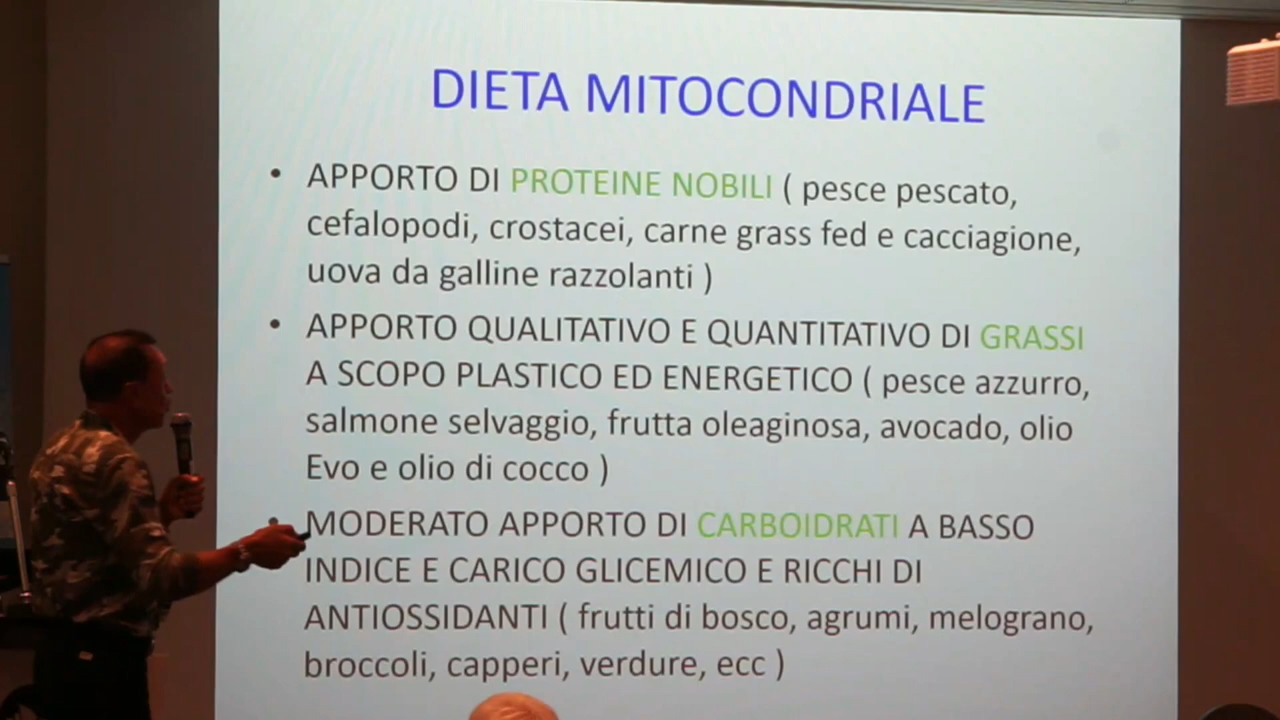 DIETA MITOCONDRIALE
• APPORTO DI PROTEINE NOBILI ( pesce pescato,
cefalopodi, crostacei, carne grass fed e cacciagione,
uova da galline razzolanti )
• APPORTO QUALITATIVO E QUANTITATIVO DI GRASSI
A SCOPO PLASTICO ED ENERGETICO ( pesce azzurro,
salmone selvaggio, frutta oleaginosa, avocado, olio
Evo e olio di cocco )
• MODERATO APPORTO DI CARBOIDRATI A BASSO
INDICE E CARICO GLICEMICO E RICCHI DI
ANTIOSSIDANTI ( frutti di bosco, agrumi, melograno,
broccoli, capperi, verdure, ecc )